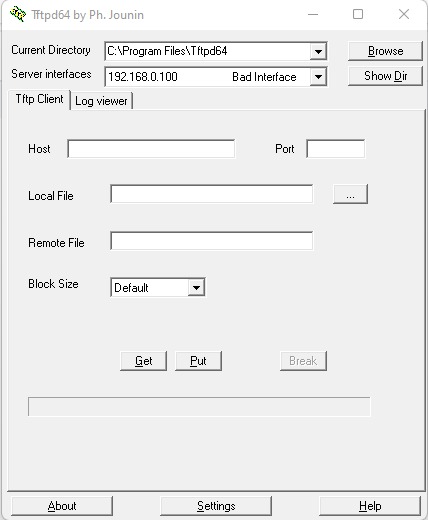 Tftpd64 by Ph. Jounin
Current Directory C:\Program Files\Tftpd64 Browse
Server interfaces 192.168.0.100 Bad Interface Show Dir
Tftp Client Log viewer
Host Port
Local File ...
Remote File
Block Size Default
Get Put Break
About Settings Help